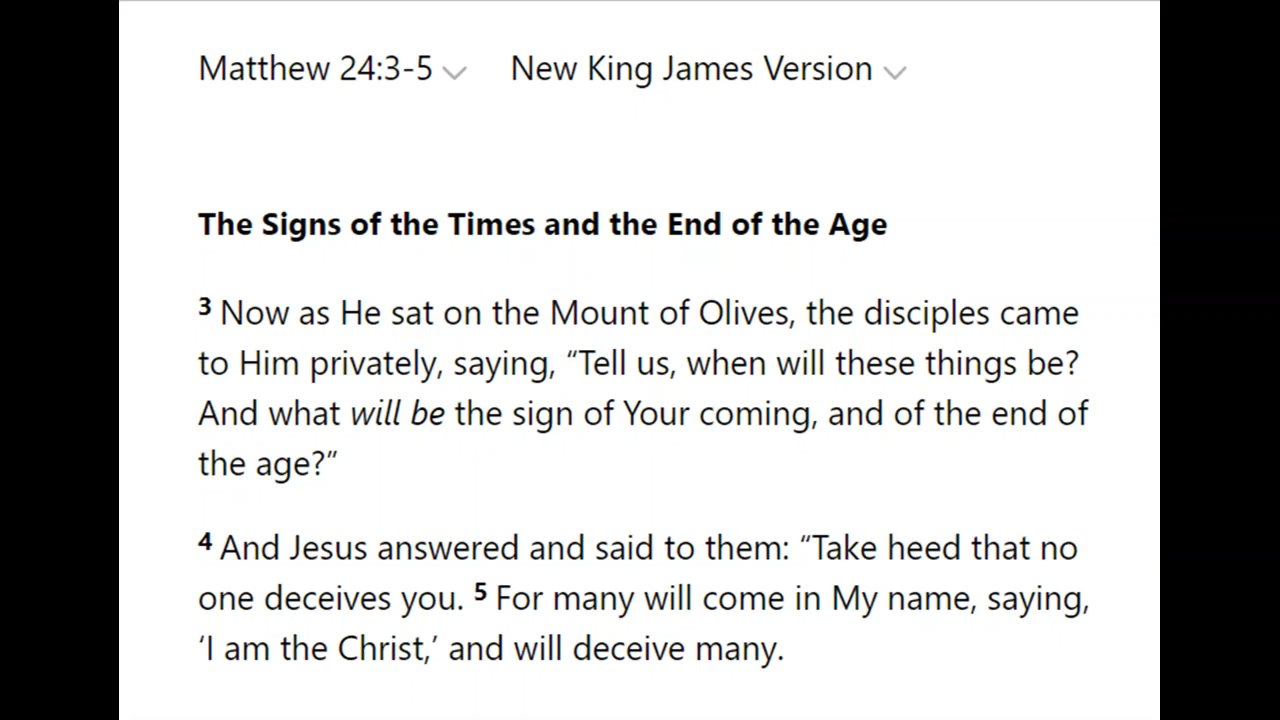 Matthew 24:3-5 New King James Version
The Signs of the Times and the End of the Age
3 Now as He sat on the Mount of Olives, the disciples came
to Him privately, saying, “Tell us, when will these things be?
And what will be the sign of Your coming, and of the end of
the age?”
4 And Jesus answered and said to them: “Take heed that no
one deceives you. 5 For many will come in My name, saying,
‘I am the Christ,’ and will deceive many.